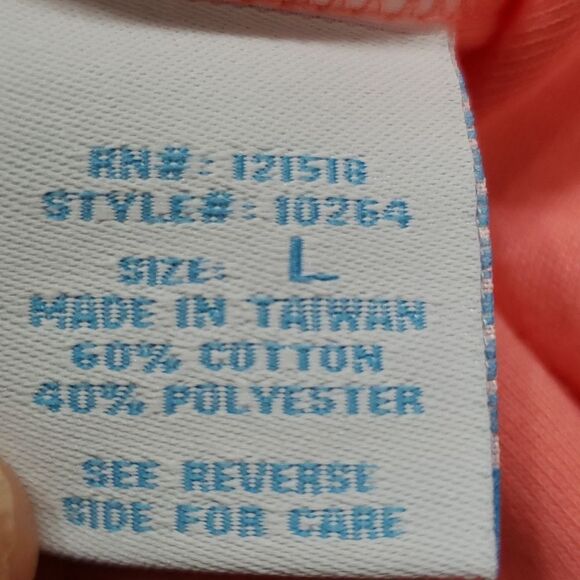 RN#: 121518
STYLE#: 10264
SIZE: L
MADE IN TAIWAN
60% COTTON
40% POLYESTER
SEE REVERSE
SIDE FOR CARE